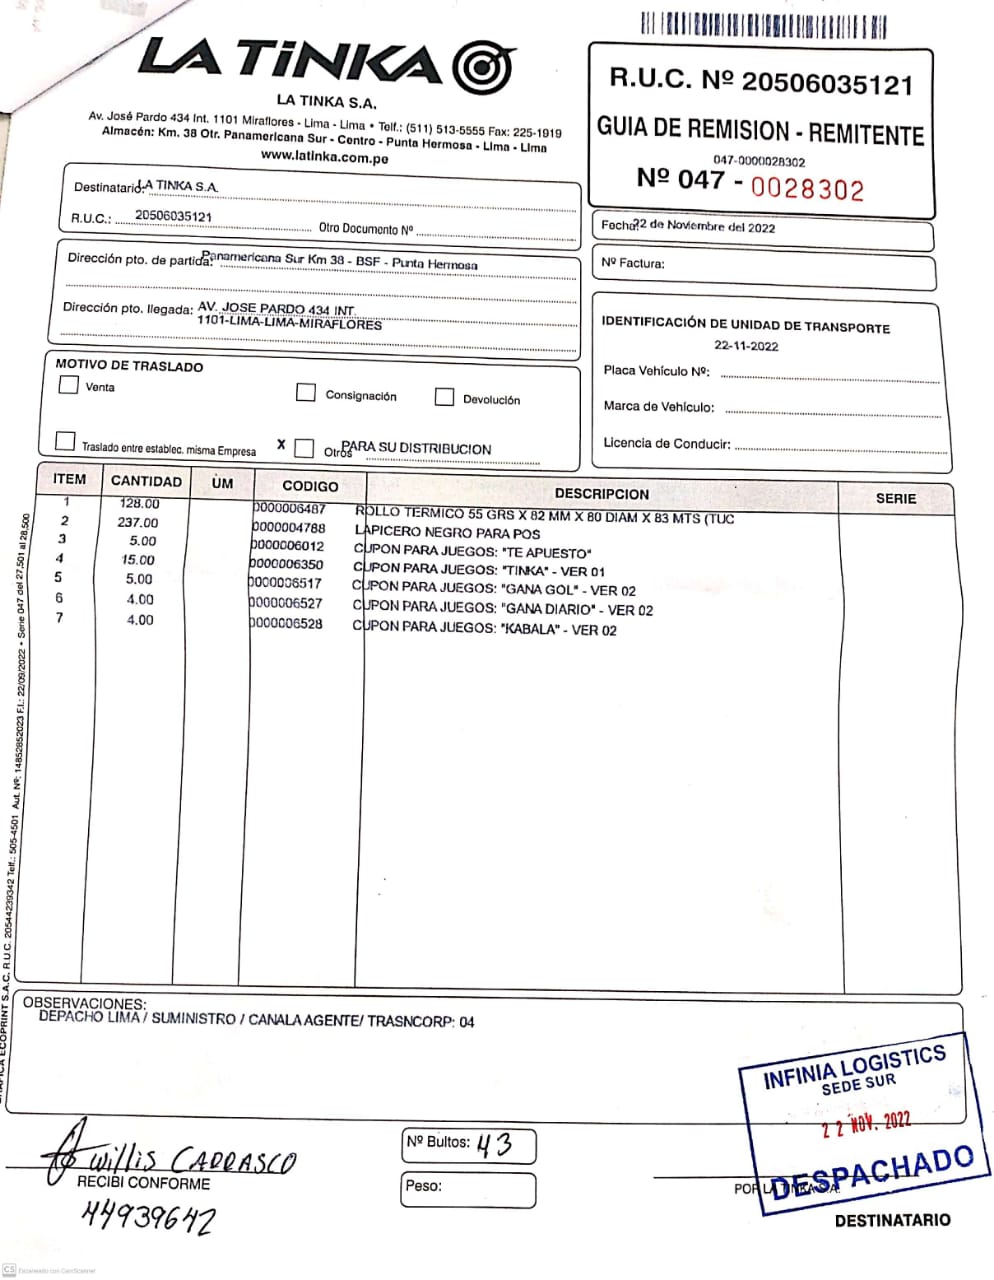 LA TiNKA
LA TINKA S.A.
Av. José Pardo 434 Int. 1101 Miraflores - Lima - Lima • Telf.: (511) 513-5555 Fax: 225-1919
Almacén: Km. 38 Otr. Panamericana Sur - Centro - Punta Hermosa - Lima - Lima
www.latinka.com.pe
R.U.C. Nº 20506035121
GUIA DE REMISION - REMITENTE
047-0000028302
Nº 047 - 0028302
Destinatario: LA TINKA S.A.
R.U.C.: 20506035121 Otro Documento Nº
Fecha: 22 de Noviembre del 2022
Nº Factura:
Dirección pto. de partida: Panamericana Sur Km 38 - BSF - Punta Hermosa
Dirección pto. llegada: AV. JOSE PARDO 434 INT.
1101-LIMA-LIMA-MIRAFLORES
IDENTIFICACIÓN DE UNIDAD DE TRANSPORTE
22-11-2022
Placa Vehículo Nº:
Marca de Vehículo:
Licencia de Conducir:
MOTIVO DE TRASLADO
Venta Consignación Devolución
Traslado entre establec. misma Empresa X Otros PARA SU DISTRIBUCION
ITEM CANTIDAD UM CODIGO DESCRIPCION SERIE
1 128.00 0000006487 ROLLO TERMICO 55 GRS X 82 MM X 80 DIAM X 83 MTS (TUC
2 237.00 0000004788 LAPICERO NEGRO PARA POS
3 5.00 0000006012 CUPON PARA JUEGOS: "TE APUESTO"
4 15.00 0000006350 CUPON PARA JUEGOS: "TINKA" - VER 01
5 5.00 0000006517 CUPON PARA JUEGOS: "GANA GOL" - VER 02
6 4.00 0000006527 CUPON PARA JUEGOS: "GANA DIARIO" - VER 02
7 4.00 0000006528 CUPON PARA JUEGOS: "KABALA" - VER 02
GRÁFICA ECOPRINT S.A.C. R.U.C. 20544239342 Telf.: 505-4501 Aut. Nº: 14852852023 F.I.: 22/09/2022 • Serie 047 del 27,501 al 28,500
OBSERVACIONES:
DEPACHO LIMA / SUMINISTRO / CANALAAGENTE/ TRASNCORP: 04
INFINIA LOGISTICS
SEDE SUR
22 NOV. 2022
DESPACHADO
Willis CARRASCO
RECIBI CONFORME
44939642
Nº Bultos: 43
Peso:
POR LA TINKA S.A.
DESTINATARIO
CS Escaneado con CamScanner